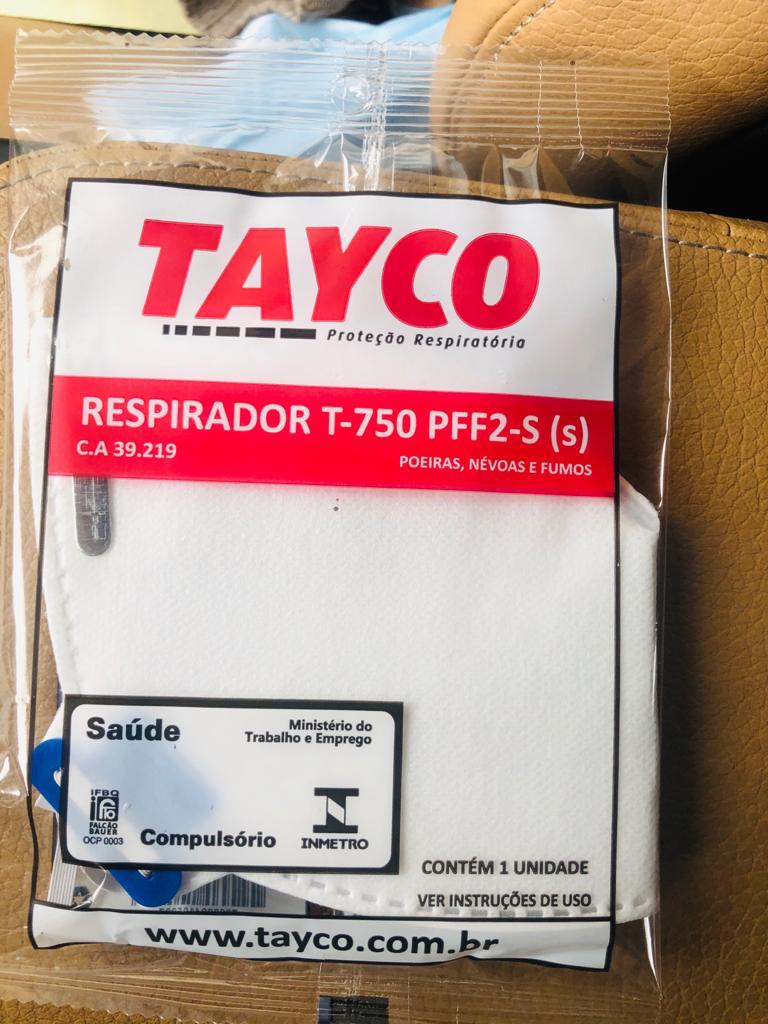 TAYCO
Proteção Respiratória
RESPIRADOR T-750 PFF2-S (s)
C.A 39.219
POEIRAS, NÉVOAS E FUMOS
Saúde
Ministério do
Trabalho e Emprego
IFBQ
FALCÃO
BAUER
OCP 0003
Compulsório
INMETRO
CONTÉM 1 UNIDADE
VER INSTRUÇÕES DE USO
www.tayco.com.br